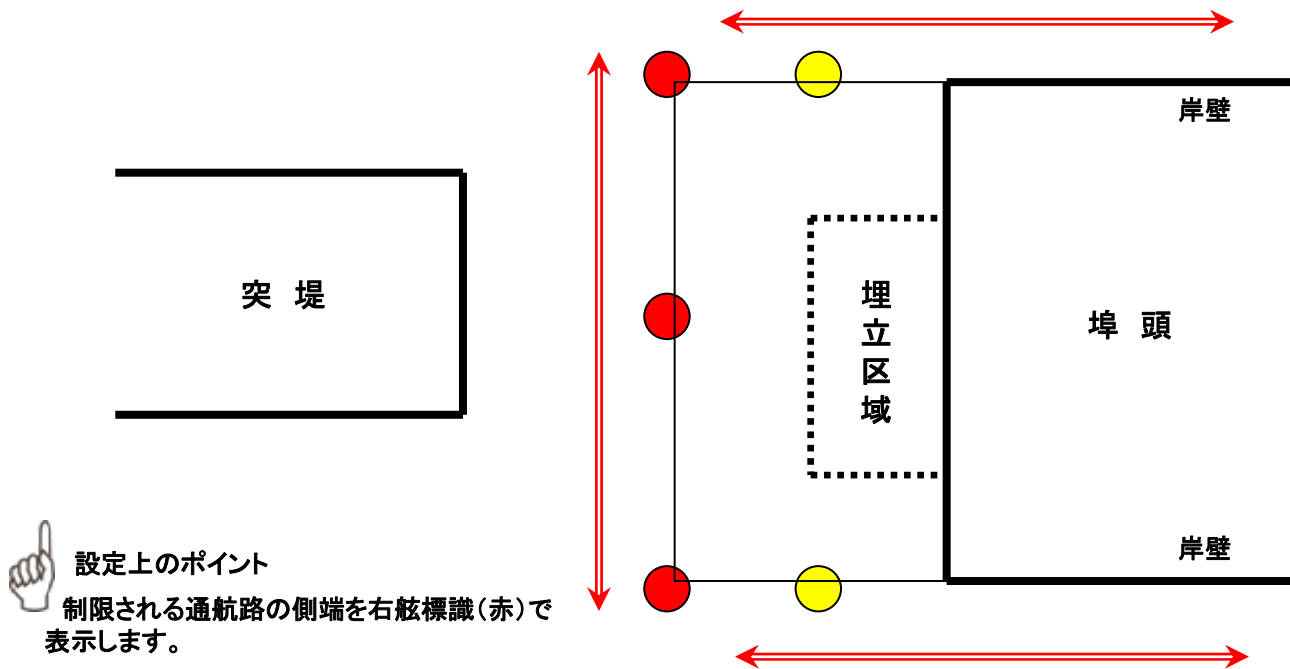 岸壁
突 堤
埋立区域
埠 頭
岸壁
設定上のポイント
制限される通航路の側端を右舷標識(赤)で
表示します。